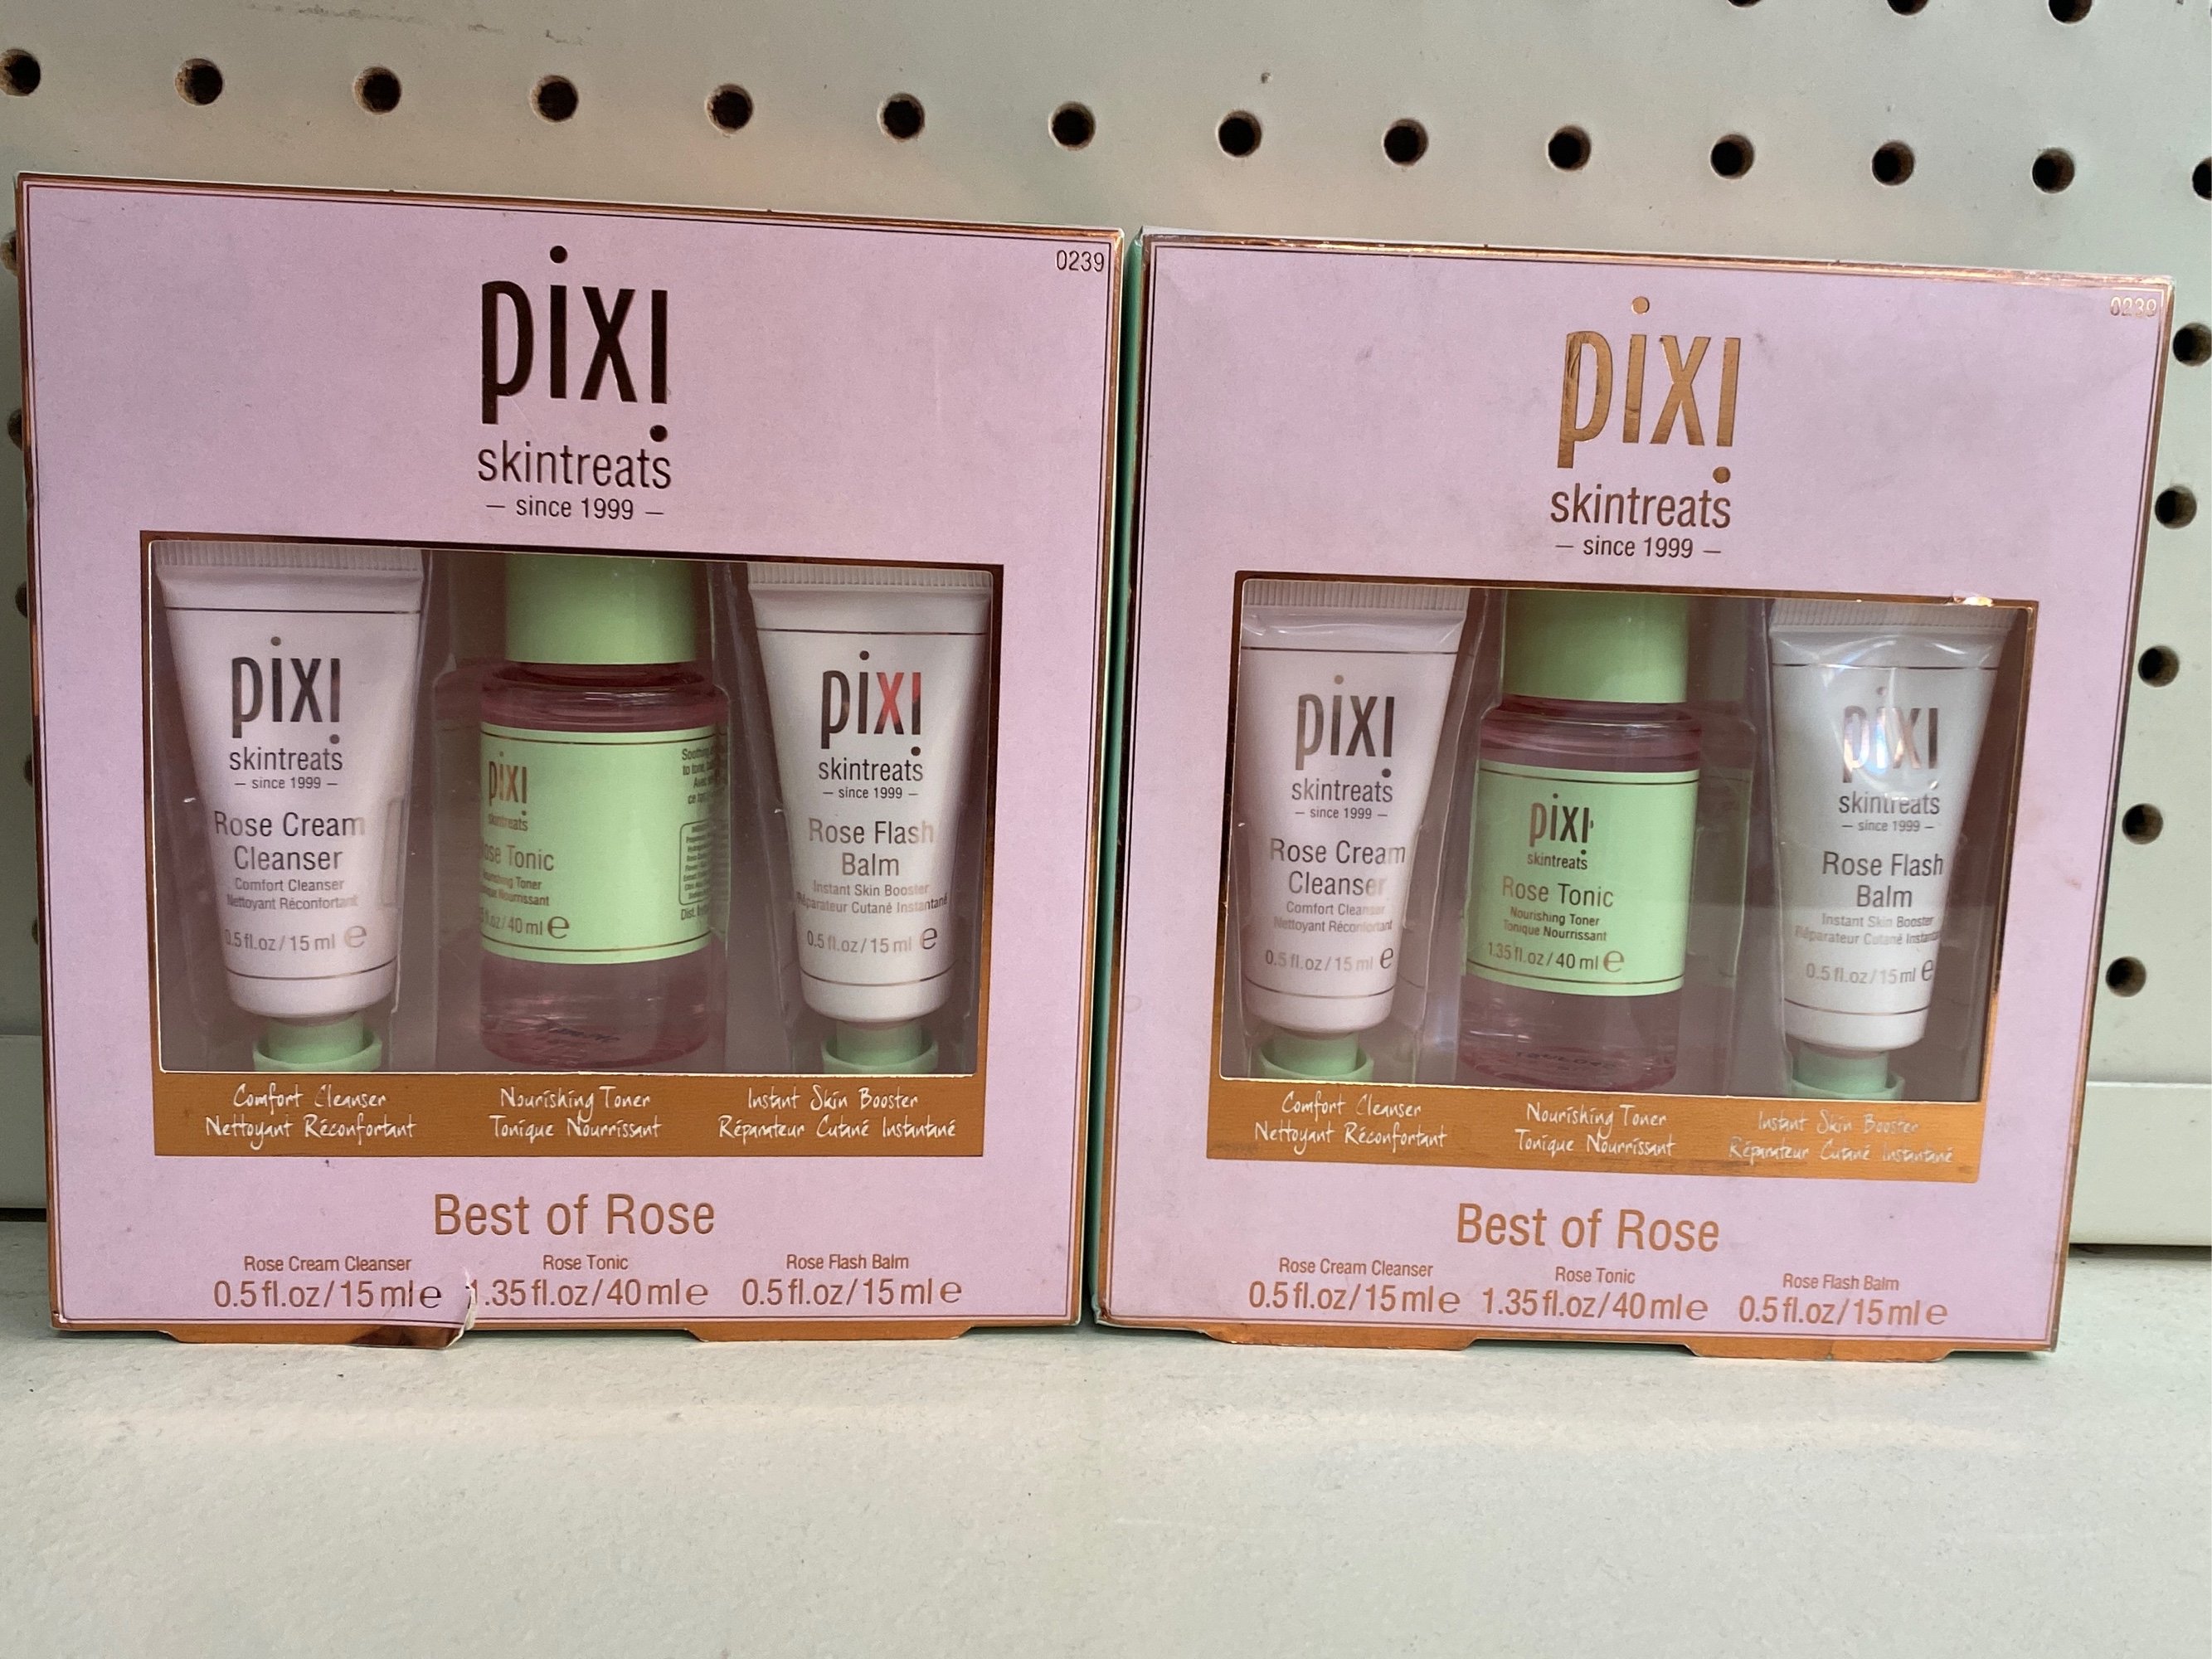 0239
pixi
skintreats
– since 1999 –
pixi
skintreats
– since 1999 –
Rose Cream
Cleanser
Comfort Cleanser
Nettoyant Réconfortant
0.5 fl.oz/15 ml e
pixi
skintreats
Tonic
Toner
Nourrissant
/40 ml e
Dist.
pixi
skintreats
– since 1999 –
Rose Flash
Balm
Instant Skin Booster
Réparateur Cutané Instantané
0.5 fl.oz/15 ml e
Comfort Cleanser
Nettoyant Réconfortant
Nourishing Toner
Tonique Nourrissant
Instant Skin Booster
Réparateur Cutané Instantané
Best of Rose
Rose Cream Cleanser
0.5 fl.oz/15 ml e
Rose Tonic
1.35 fl.oz/40 ml e
Rose Flash Balm
0.5 fl.oz/15 ml e
0239
pixi
skintreats
– since 1999 –
pixi
skintreats
– since 1999 –
Rose Cream
Cleanser
Comfort Cleanser
Nettoyant Réconfortant
0.5 fl.oz/15 ml e
pixi
skintreats
Rose Tonic
Nourishing Toner
Tonique Nourrissant
1.35 fl.oz/40 ml e
pixi
skintreats
– since 1999 –
Rose Flash
Balm
Instant Skin Booster
Réparateur Cutané
0.5 fl.oz/15 ml e
Comfort Cleanser
Nettoyant Réconfortant
Nourishing Toner
Tonique Nourrissant
Instant Skin Booster
Réparateur Cutané Instantané
Best of Rose
Rose Cream Cleanser
0.5 fl.oz/15 ml e
Rose Tonic
1.35 fl.oz/40 ml e
Rose Flash Balm
0.5 fl.oz/15 ml e